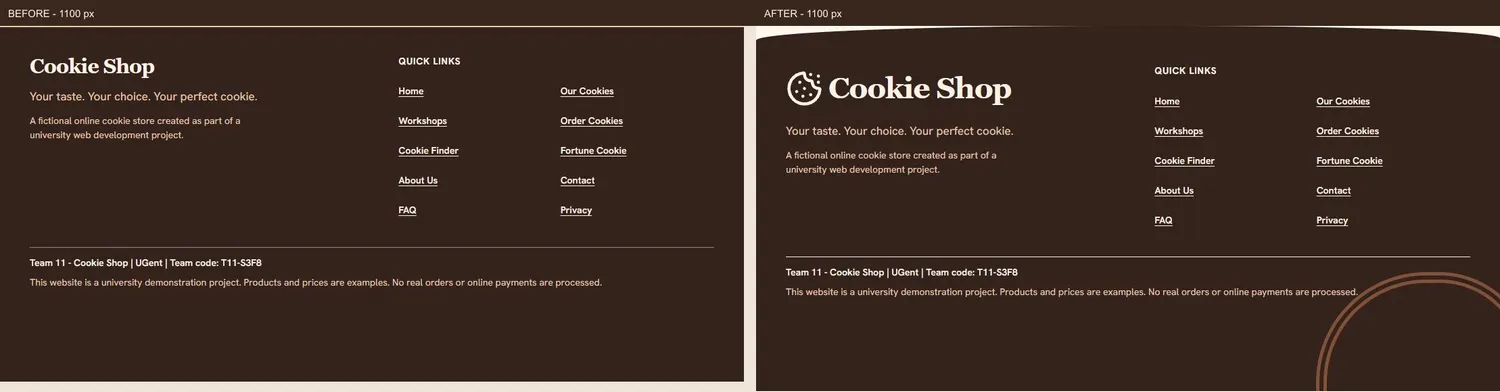 BEFORE - 1100 px
Cookie Shop
Your taste. Your choice. Your perfect cookie.
A fictional online cookie store created as part of a
university web development project.
QUICK LINKS
Home
Our Cookies
Workshops
Order Cookies
Cookie Finder
Fortune Cookie
About Us
Contact
FAQ
Privacy
Team 11 - Cookie Shop | UGent | Team code: T11-S3F8
This website is a university demonstration project. Products and prices are examples. No real orders or online payments are processed.
AFTER - 1100 px
Cookie Shop
Your taste. Your choice. Your perfect cookie.
A fictional online cookie store created as part of a
university web development project.
QUICK LINKS
Home
Our Cookies
Workshops
Order Cookies
Cookie Finder
Fortune Cookie
About Us
Contact
FAQ
Privacy
Team 11 - Cookie Shop | UGent | Team code: T11-S3F8
This website is a university demonstration project. Products and prices are examples. No real orders or online payments are processed.